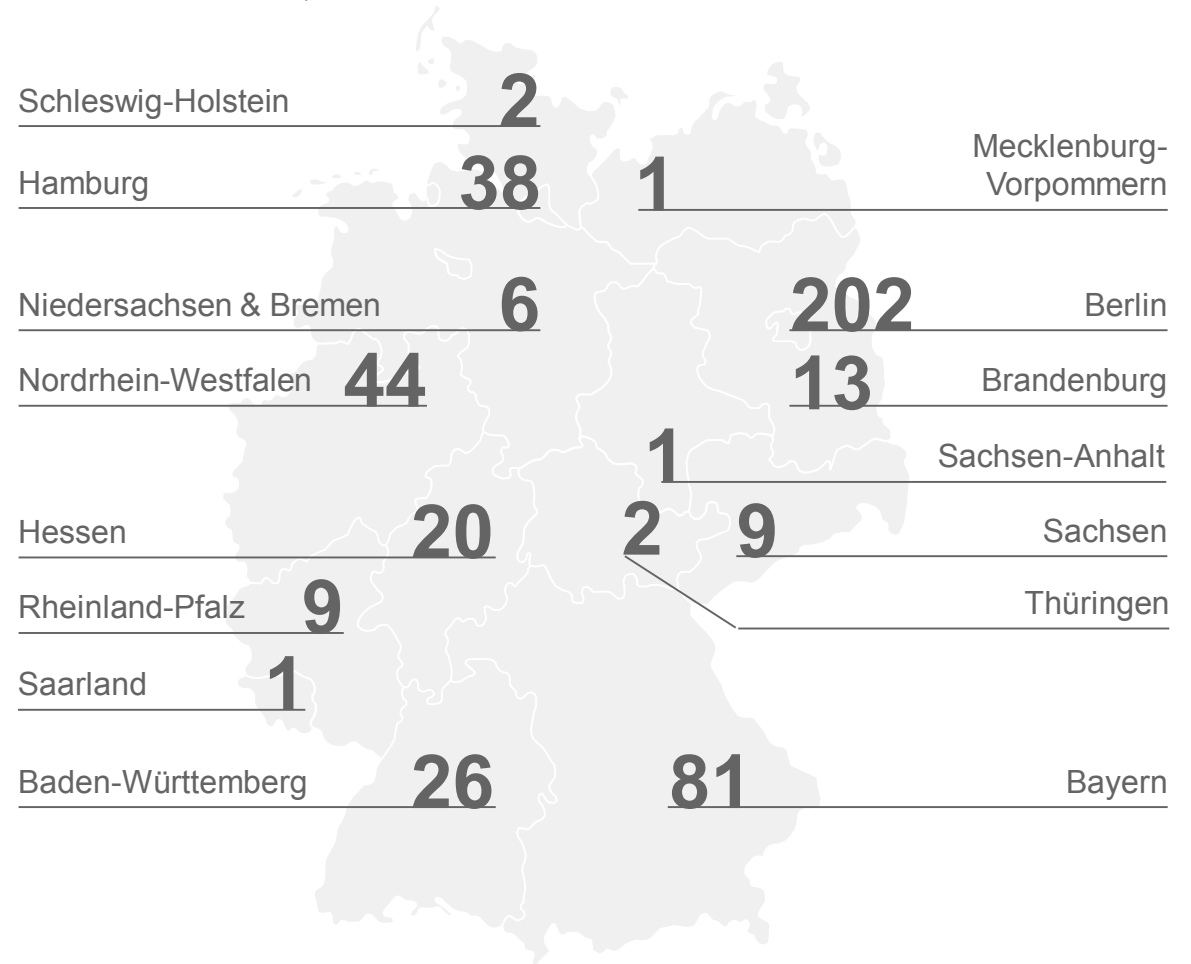 Schleswig-Holstein 2
Hamburg 38
Mecklenburg-
Vorpommern
1
Niedersachsen & Bremen 6
202 Berlin
Nordrhein-Westfalen 44
13 Brandenburg
1 Sachsen-Anhalt
Hessen 20
2
9 Sachsen
Thüringen
Rheinland-Pfalz 9
Saarland 1
Baden-Württemberg 26
81 Bayern